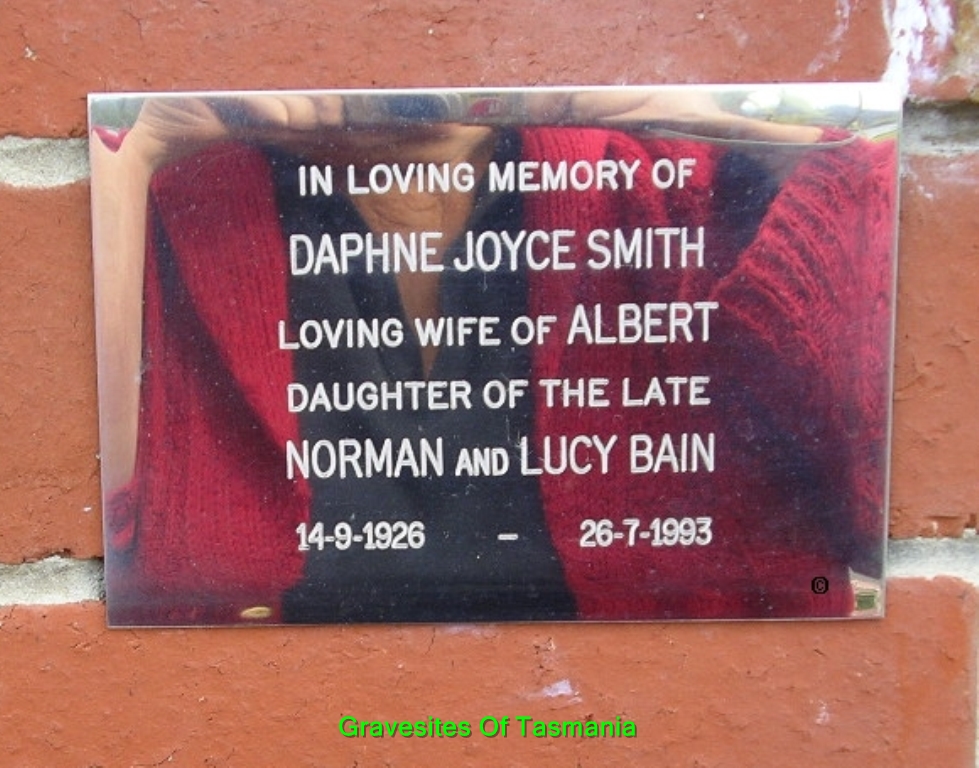 IN LOVING MEMORY OF
DAPHNE JOYCE SMITH
LOVING WIFE OF ALBERT
DAUGHTER OF THE LATE
NORMAN AND LUCY BAIN
14-9-1926 – 26-7-1993
©
Gravesites Of Tasmania